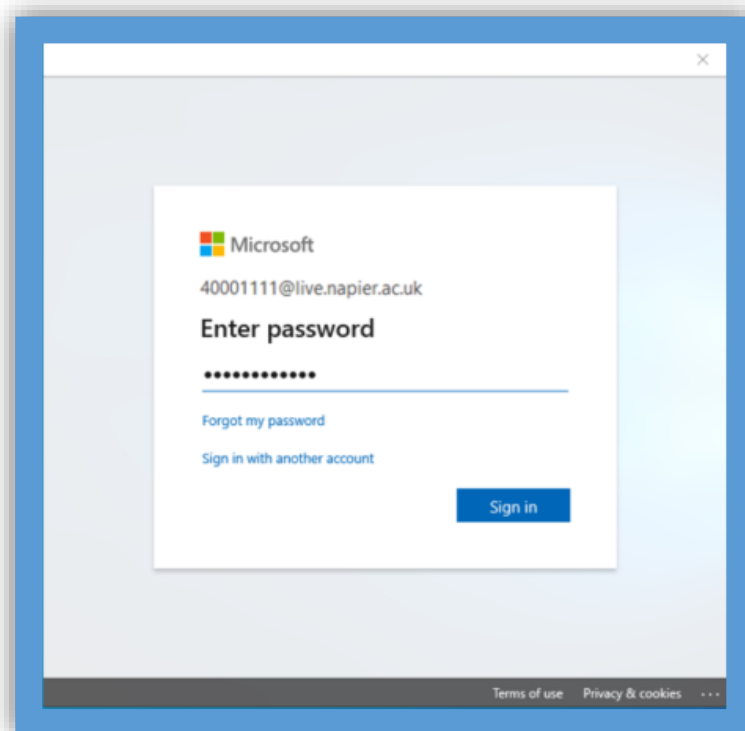 Microsoft
40001111@live.napier.ac.uk
Enter password
••••••••••••
Forgot my password
Sign in with another account
Sign in
Terms of use Privacy & cookies ...